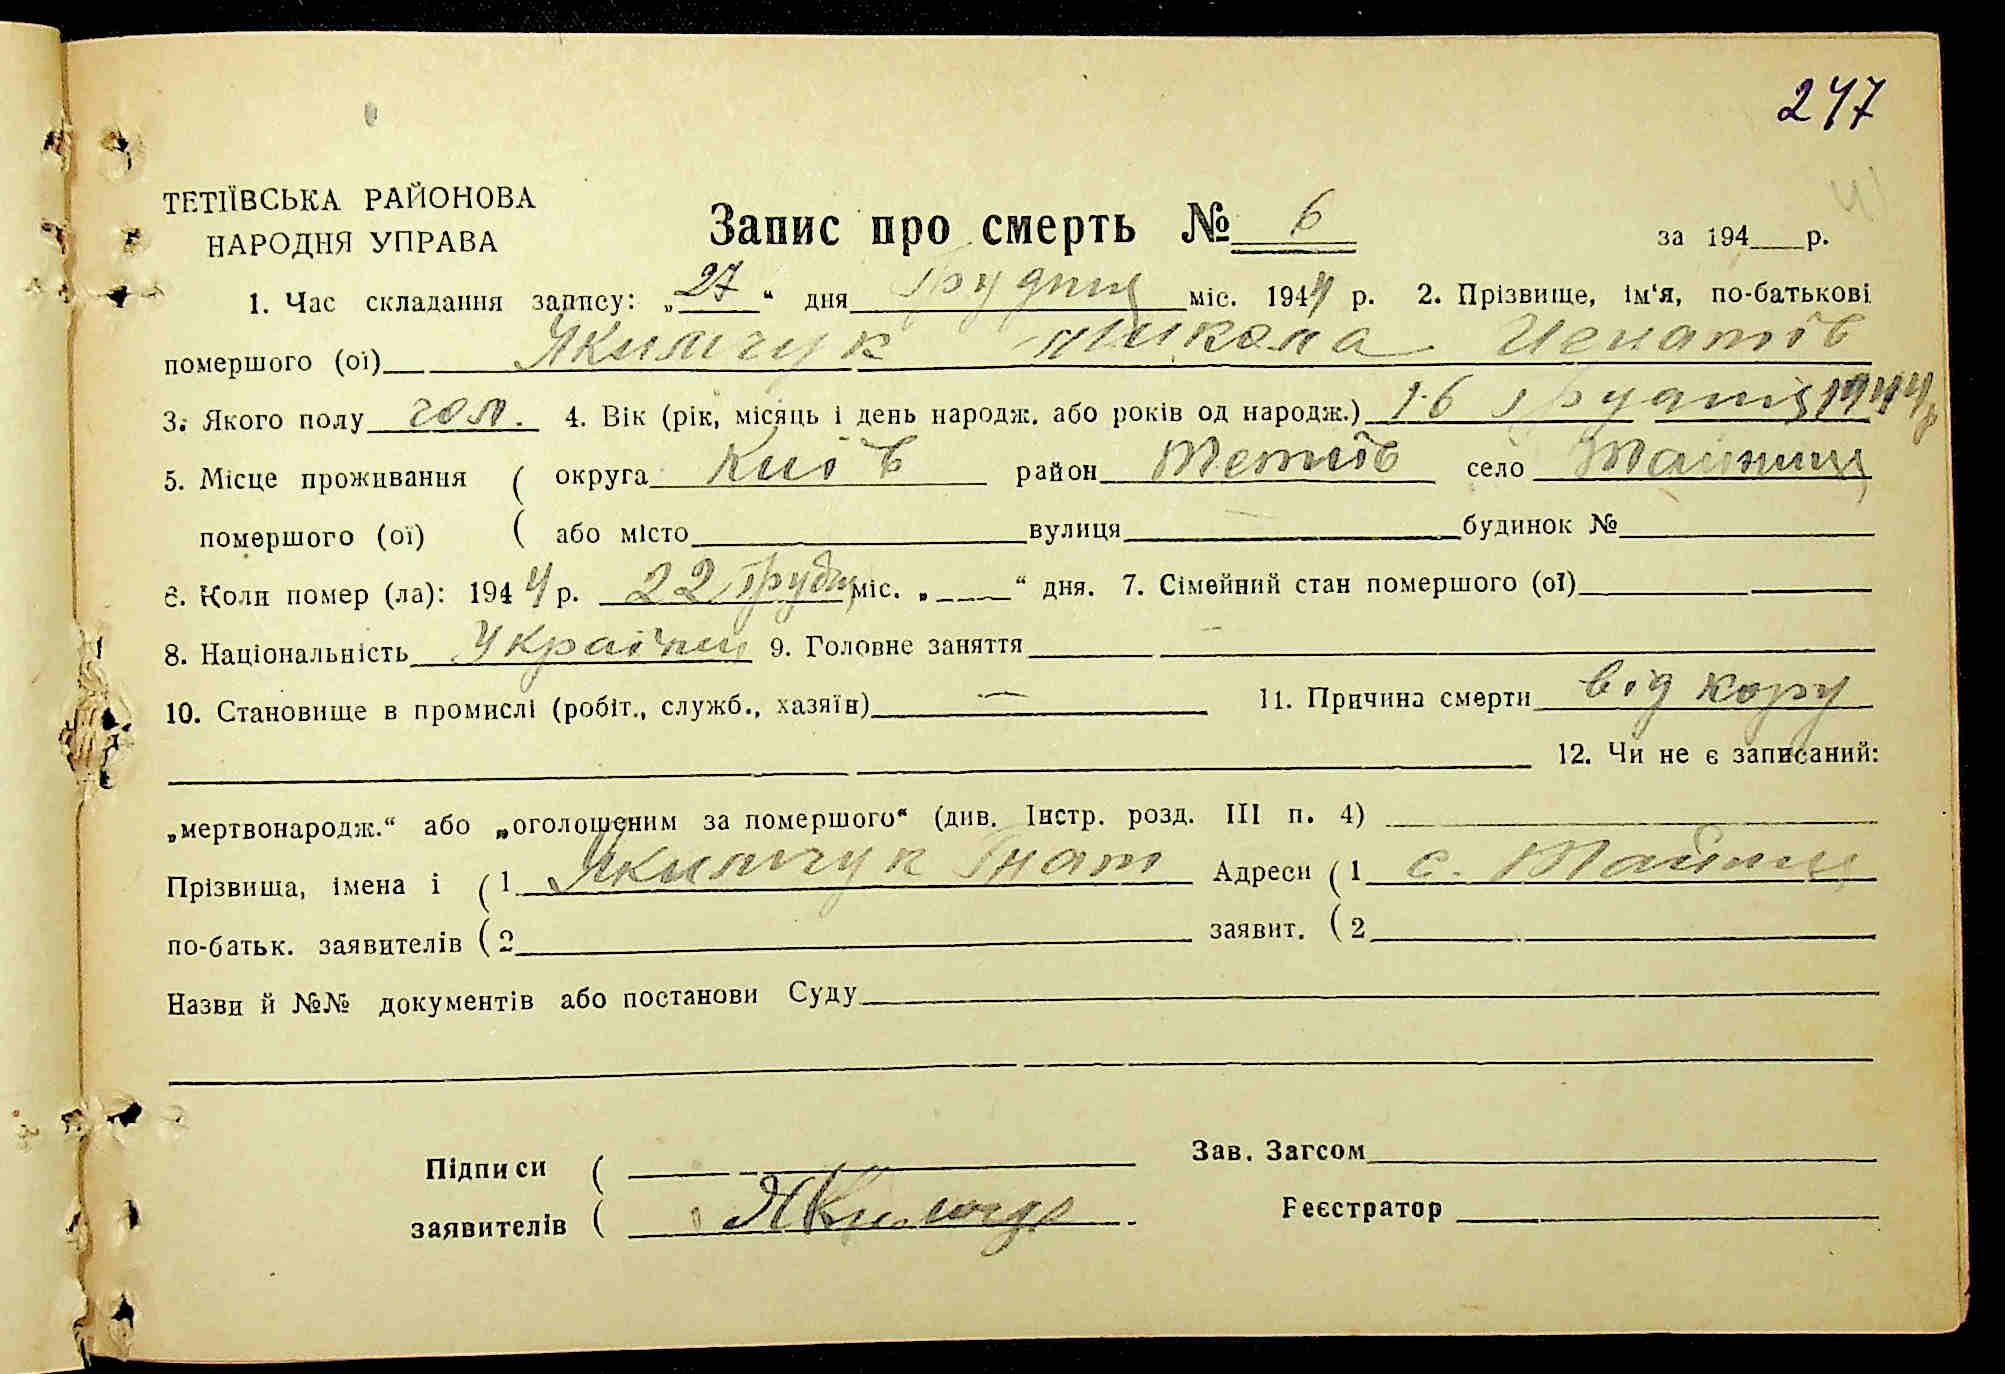 247
41
ТЕТІЇВСЬКА РАЙОНОВА
НАРОДНЯ УПРАВА
Запис про смерть № 6
за 194 р.
1. Час складання запису: „27“ дня Грудня міс. 1944 р. 2. Прізвище, ім‘я, по-батькові
помершого (ої) Якимчук Микола Игнатів
3. Якого полу чол. 4. Вік (рік, місяць і день народж. або років од народж.) 16 грудня 1944 р
5. Місце проживання ( округа Київ район Тетіїв село Тайниця
помершого (ої) ( або місто вулиця — будинок №
6. Коли помер (ла): 1944 р. 22 грудня міс. „ “ дня. 7. Сімейний стан помершого (ої)
8. Національність Українец 9. Головне заняття —
10. Становище в промислі (робіт., служб., хазяїн) — 11. Причина смерти від кору
12. Чи не є записаний:
„мертвонародж.“ або „оголошеним за помершого“ (див. Інстр. розд. III п. 4)
Прізвища, імена і ( 1 Якимчук Гнат Адреси ( 1 с. Тайниця
по-батьк. заявителів ( 2 заявит. ( 2
Назви й №№ документів або постанови Суду
Підписи ( Зав. Загсом
заявителів ( Якимчук Реєстратор